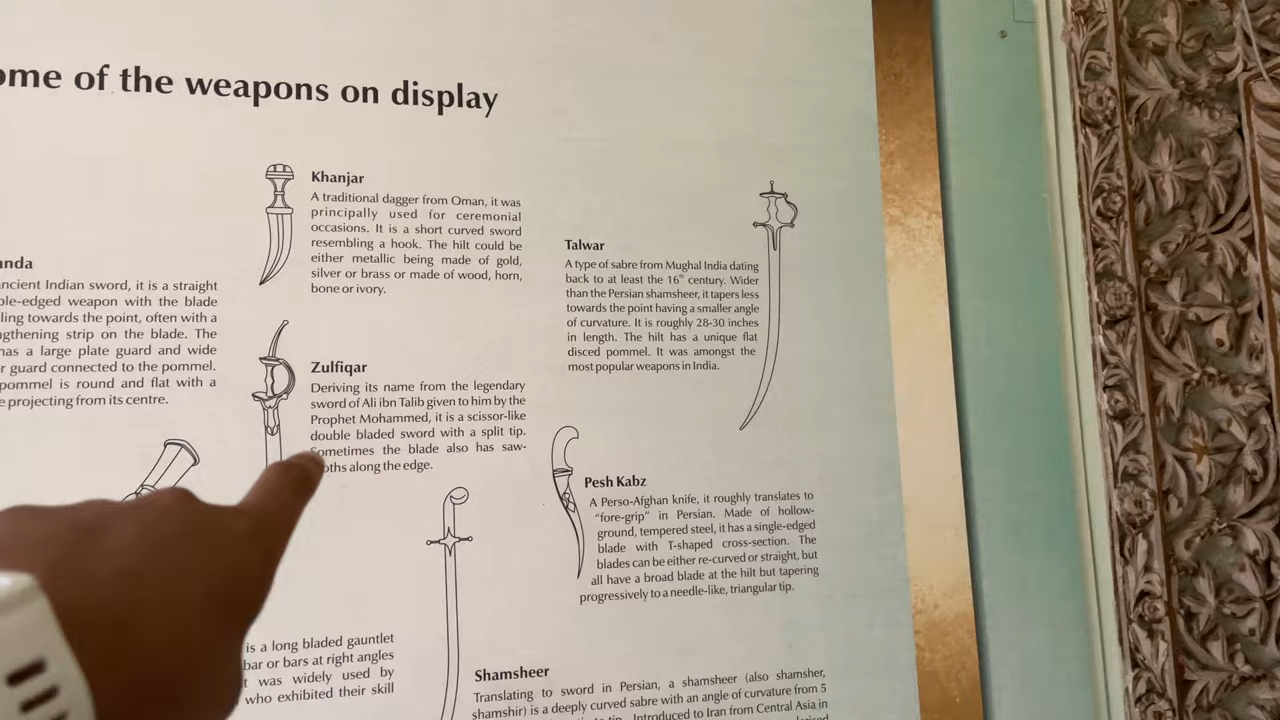 ome of the weapons on display
anda
ncient Indian sword, it is a straight
ble-edged weapon with the blade
ling towards the point, often with a
ngthening strip on the blade. The
has a large plate guard and wide
r guard connected to the pommel.
pommel is round and flat with a
e projecting from its centre.
Khanjar
A traditional dagger from Oman, it was
principally used for ceremonial
occasions. It is a short curved sword
resembling a hook. The hilt could be
either metallic being made of gold,
silver or brass or made of wood, horn,
bone or ivory.
Zulfiqar
Deriving its name from the legendary
sword of Ali ibn Talib given to him by the
Prophet Mohammed, it is a scissor-like
double bladed sword with a split tip.
Sometimes the blade also has saw-
oths along the edge.
Talwar
A type of sabre from Mughal India dating
back to at least the 16th century. Wider
than the Persian shamsheer, it tapers less
towards the point having a smaller angle
of curvature. It is roughly 28-30 inches
in length. The hilt has a unique flat
disced pommel. It was amongst the
most popular weapons in India.
Pesh Kabz
A Perso-Afghan knife, it roughly translates to
"fore-grip" in Persian. Made of hollow-
ground, tempered steel, it has a single-edged
blade with T-shaped cross-section. The
blades can be either re-curved or straight, but
all have a broad blade at the hilt but tapering
progressively to a needle-like, triangular tip.
is a long bladed gauntlet
bar or bars at right angles
t was widely used by
who exhibited their skill
Shamsheer
Translating to sword in Persian, a shamsheer (also shamsher,
shamshir) is a deeply curved sabre with an angle of curvature from 5
tip. Introduced to Iran from Central Asia in